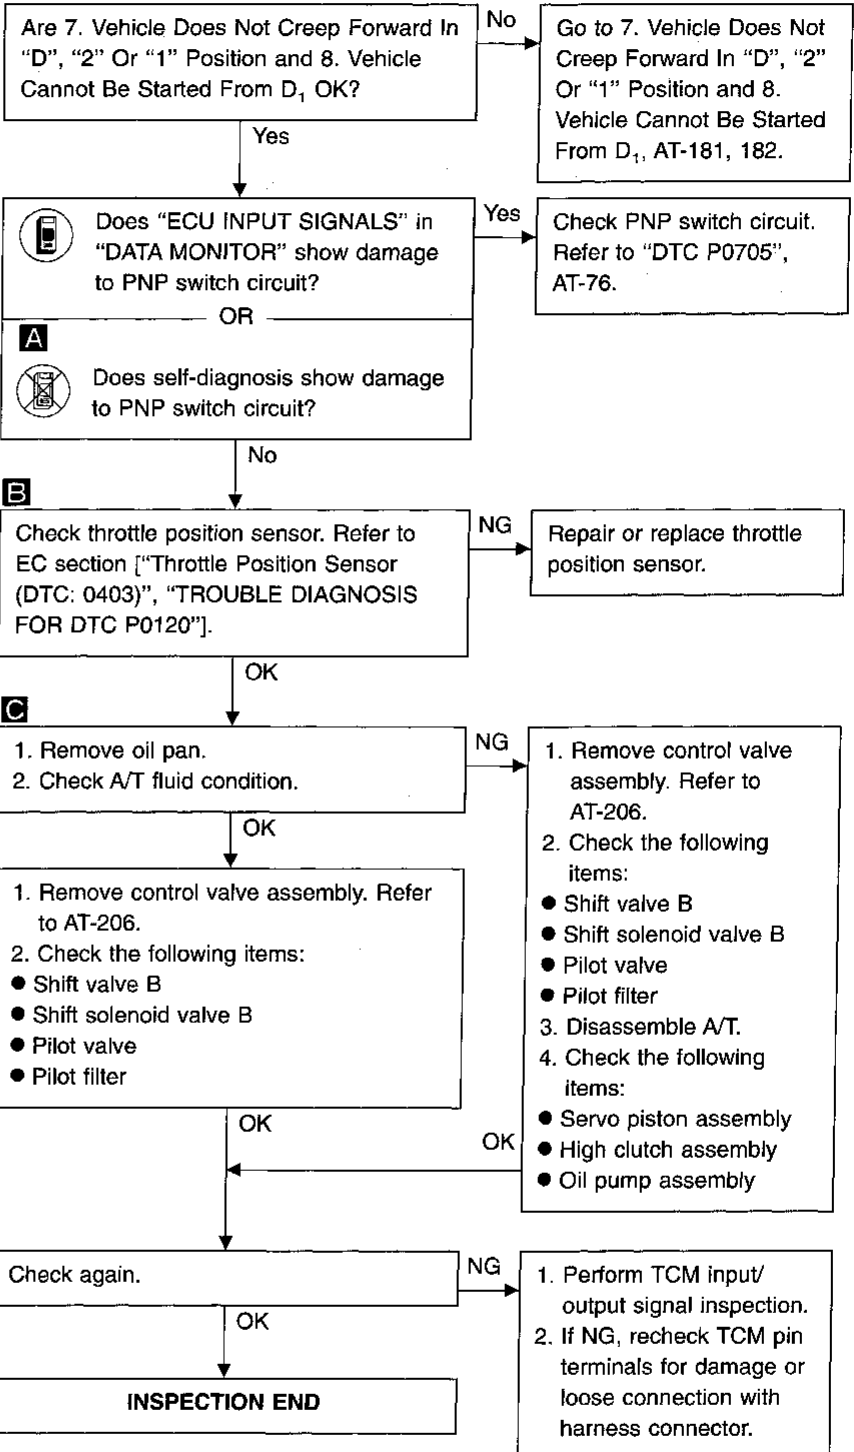 Are 7. Vehicle Does Not Creep Forward In
“D”, “2” Or “1” Position and 8. Vehicle
Cannot Be Started From D1 OK?
No
Go to 7. Vehicle Does Not
Creep Forward In “D”, “2”
Or “1” Position and 8.
Vehicle Cannot Be Started
From D1, AT-181, 182.
Yes
Does “ECU INPUT SIGNALS” in
“DATA MONITOR” show damage
to PNP switch circuit?
Yes
Check PNP switch circuit.
Refer to “DTC P0705”,
AT-76.
OR
A
Does self-diagnosis show damage
to PNP switch circuit?
No
B
Check throttle position sensor. Refer to
EC section [“Throttle Position Sensor
(DTC: 0403)”, “TROUBLE DIAGNOSIS
FOR DTC P0120”].
NG
Repair or replace throttle
position sensor.
OK
C
1. Remove oil pan.
2. Check A/T fluid condition.
NG
1. Remove control valve
assembly. Refer to
AT-206.
2. Check the following
items:
● Shift valve B
● Shift solenoid valve B
● Pilot valve
● Pilot filter
3. Disassemble A/T.
4. Check the following
items:
● Servo piston assembly
● High clutch assembly
● Oil pump assembly
OK
1. Remove control valve assembly. Refer
to AT-206.
2. Check the following items:
● Shift valve B
● Shift solenoid valve B
● Pilot valve
● Pilot filter
OK
OK
Check again.
NG
1. Perform TCM input/
output signal inspection.
2. If NG, recheck TCM pin
terminals for damage or
loose connection with
harness connector.
OK
INSPECTION END